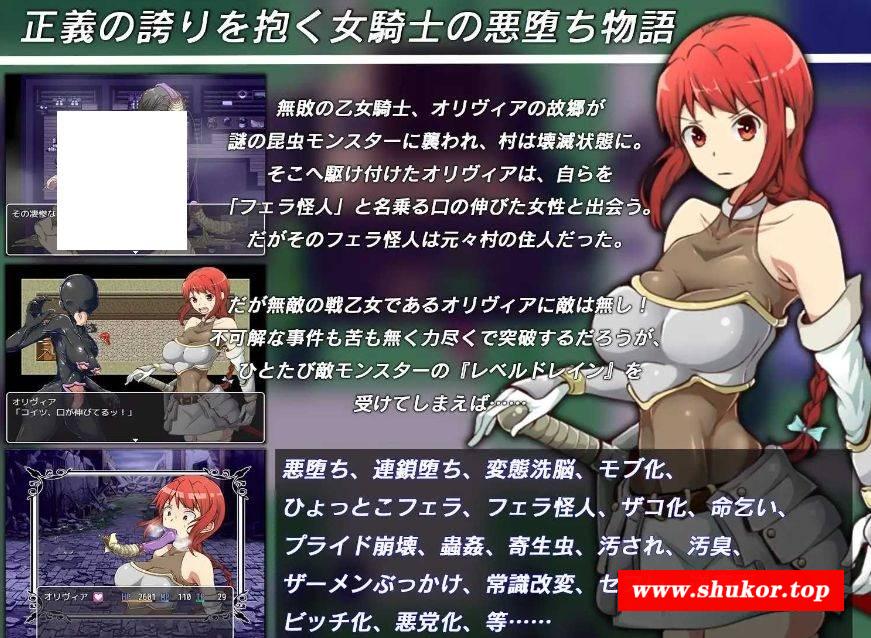 正義の誇りを抱く女騎士の悪堕ち物語
無敗の乙女騎士、オリヴィアの故郷が
謎の昆虫モンスターに襲われ、村は壊滅状態に。
そこへ駆け付けたオリヴィアは、自らを
「フェラ怪人」と名乗る口の伸びた女性と出会う。
だがそのフェラ怪人は元々村の住人だった。
その凄惨な
だが無敵の戦乙女であるオリヴィアに敵は無し！
不可解な事件も苦も無く力尽くで突破するだろうが、
ひとたび敵モンスターの『レベルドレイン』を
受けてしまえば……
オリヴィア
「コイツ、口が伸びてるッ！」
悪堕ち、連鎖堕ち、変態洗脳、モブ化、
ひょっとこフェラ、フェラ怪人、ザコ化、命乞い、
プライド崩壊、蟲姦、寄生虫、汚され、汚臭、
ザーメンぶっかけ、常識改変、セ
ビッチ化、悪党化、等……
オリヴィア HP 2601 MP 110 TP 29
www.shukor.top